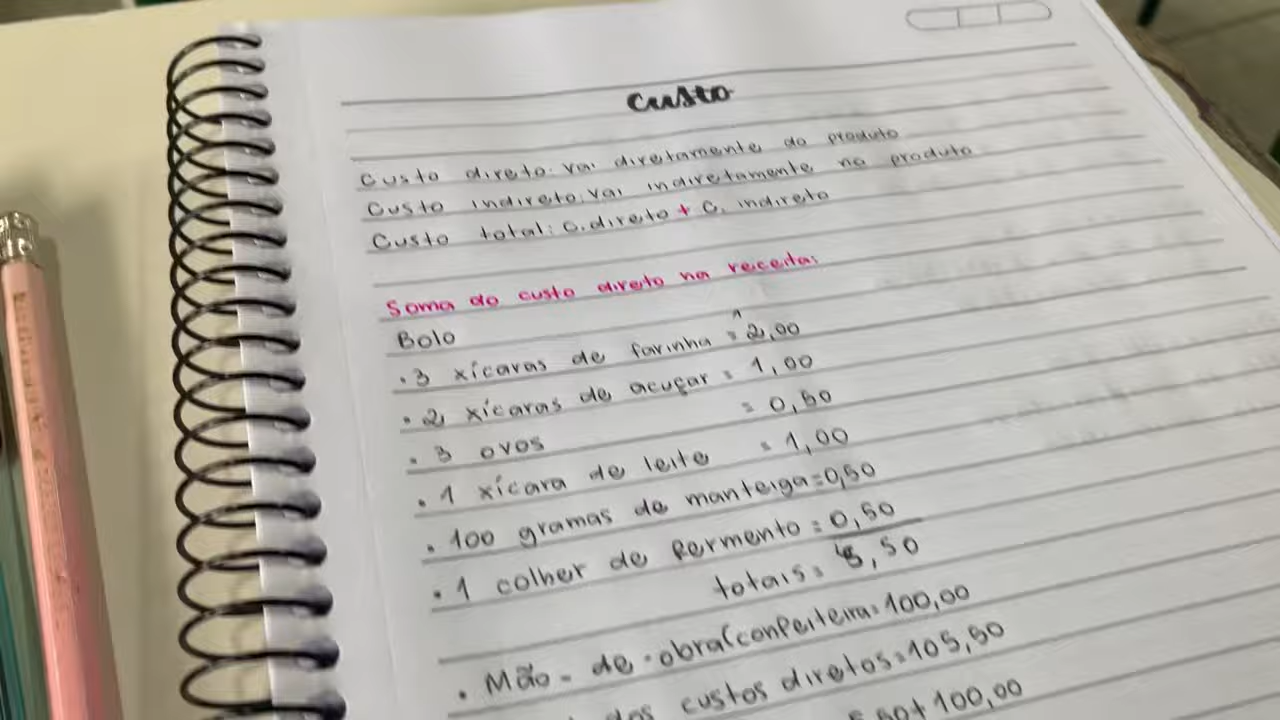 Custo
Custo direto: vai diretamente do produto
Custo indireto: vai indiretamente no produto
Custo total: C. direto + C. indireto
Soma do custo direto na receita:
Bolo
. 3 xícaras de farinha = 2,00
. 2 xícaras de acuçar = 1,00
. 3 ovos = 0,50
. 1 xícara de leite = 1,00
. 100 gramas de manteiga = 0,50
. 1 colher de fermento = 0,50
totais = 5,50
. Mão - de - obra (confeiteira = 100,00
dos custos diretos = 105,50
+ 100,00